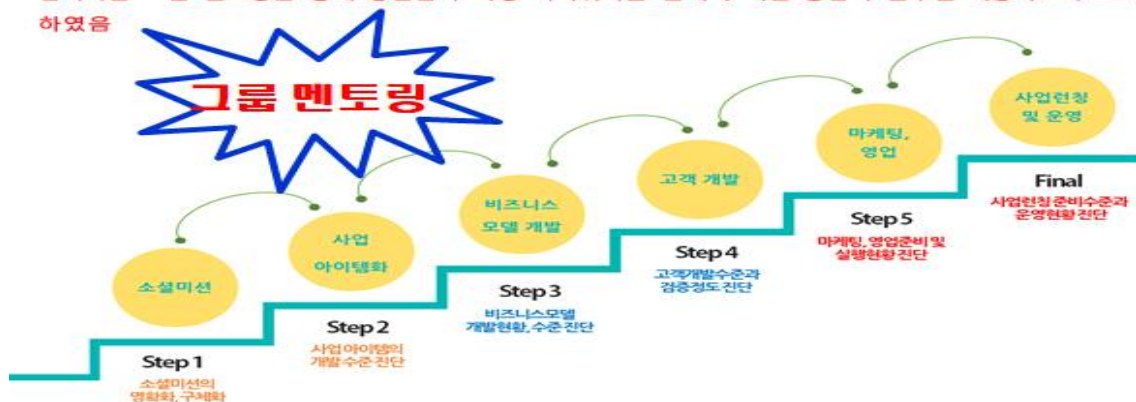 하였음
그룹 멘토링
소셜미션
Step 1
소셜미션의
명확화, 구체화
사업
아이템화
Step 2
사업 아이템의
개발 수준 진단
비즈니스
모델 개발
Step 3
비즈니스모델
개발현황, 수준 진단
고객 개발
Step 4
고객개발수준과
검증정도 진단
마케팅,
영업
Step 5
마케팅, 영업준비 및
실행현황 진단
사업런칭
및 운영
Final
사업런칭 준비수준과
운영현황 진단